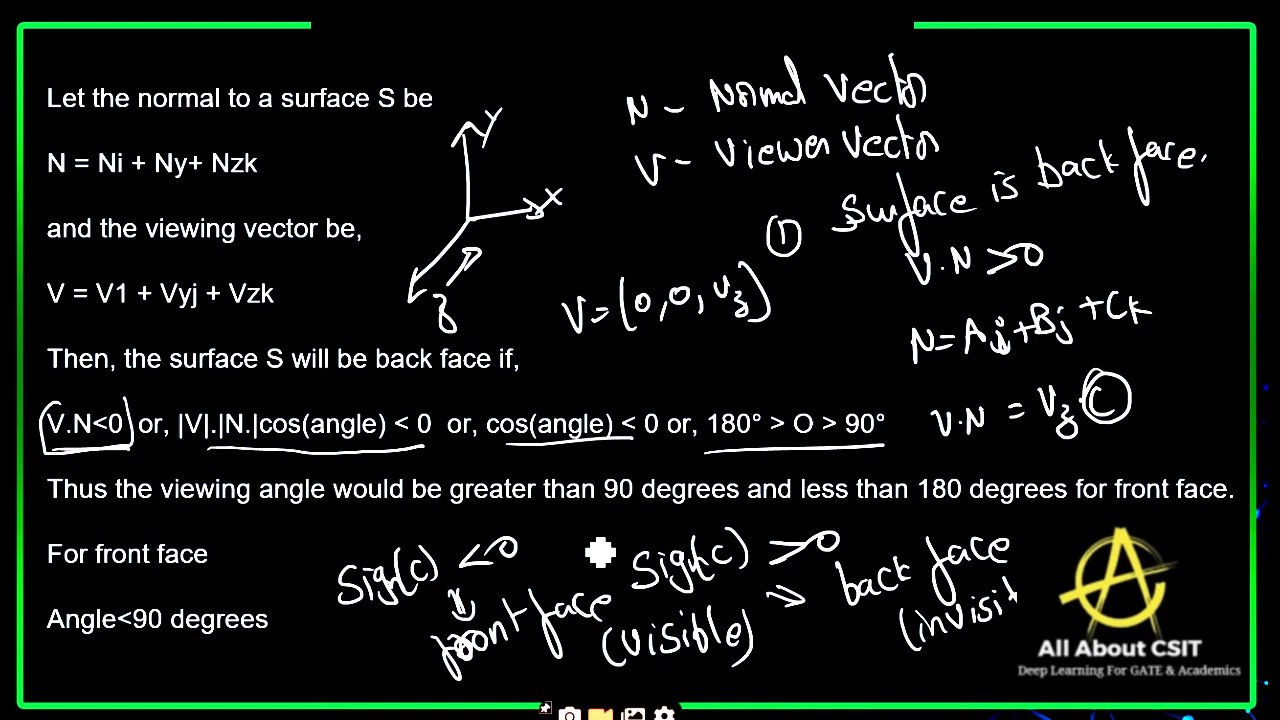 Let the normal to a surface S be
N = Ni + Ny+ Nzk
and the viewing vector be,
V = V1 + Vyj + Vzk
Then, the surface S will be back face if,
V.N<0 or, |V|.|N.|cos(angle) < 0 or, cos(angle) < 0 or, 180° > O > 90°
Thus the viewing angle would be greater than 90 degrees and less than 180 degrees for front face.
For front face
Angle<90 degrees
Y
X
z
N - Normal Vector
V - Viewer Vector
① Surface is back face.
V.N >0
V=(0,0,Vz)
N= Ai+Bj+Ck
V.N = Vz.C
Sign(c) <0
front face
(visible)
Sign(c) >0
⇒ back face
(invisi
All About CSIT
Deep Learning For GATE & Academics